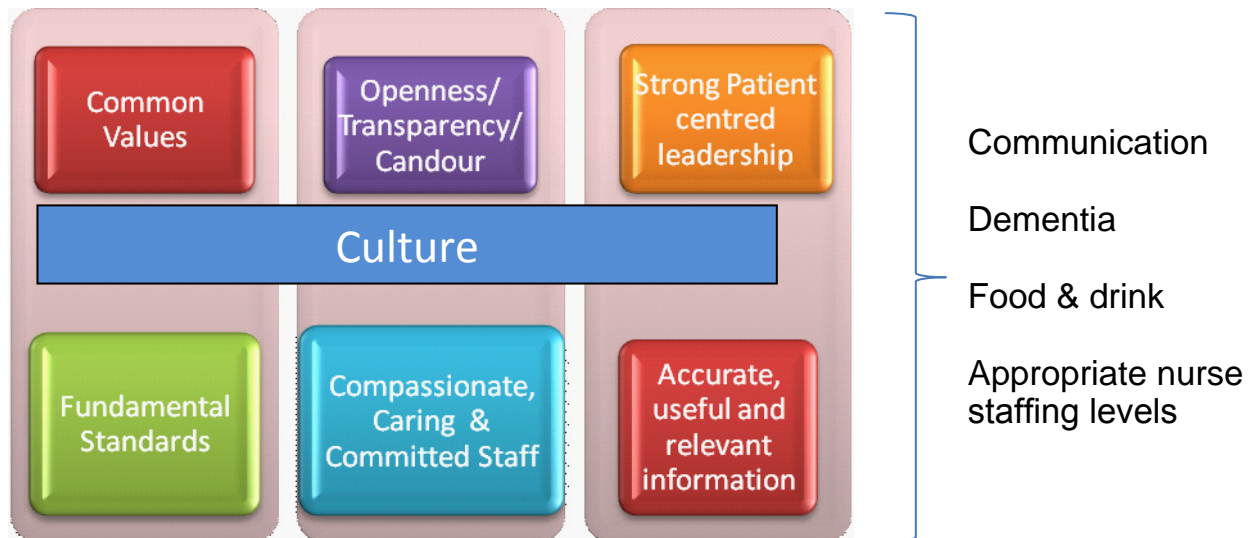 Common
Values
Openness/
Transparency/
Candour
Strong Patient
centred
leadership
Culture
Fundamental
Standards
Compassionate,
Caring &
Committed Staff
Accurate,
useful and
relevant
information
Communication
Dementia
Food & drink
Appropriate nurse
staffing levels